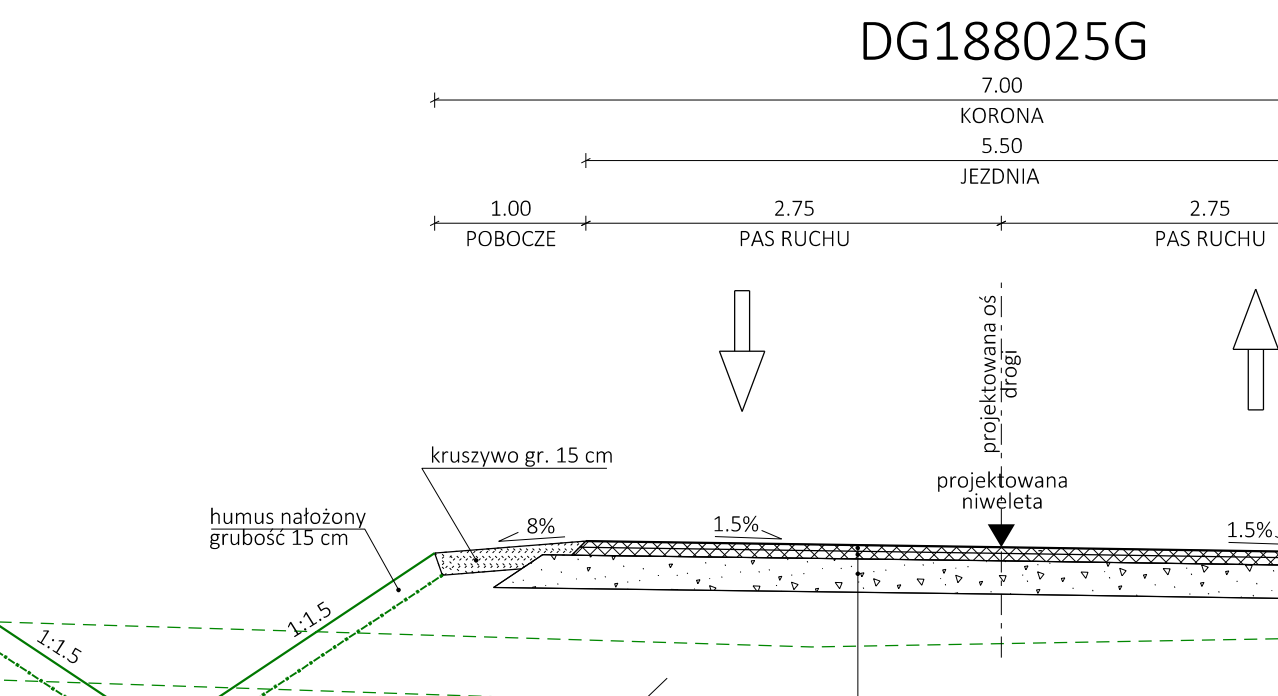 DG188025G
7.00
KORONA
5.50
JEZDNIA
1.00
2.75
2.75
POBOCZE
PAS RUCHU
PAS RUCHU
projektowana oś
drogi
kruszywo gr. 15 cm
projektowana
niweleta
humus nałożony
grubość 15 cm
8%
1.5%
1.5%
1:1.5
1:1.5